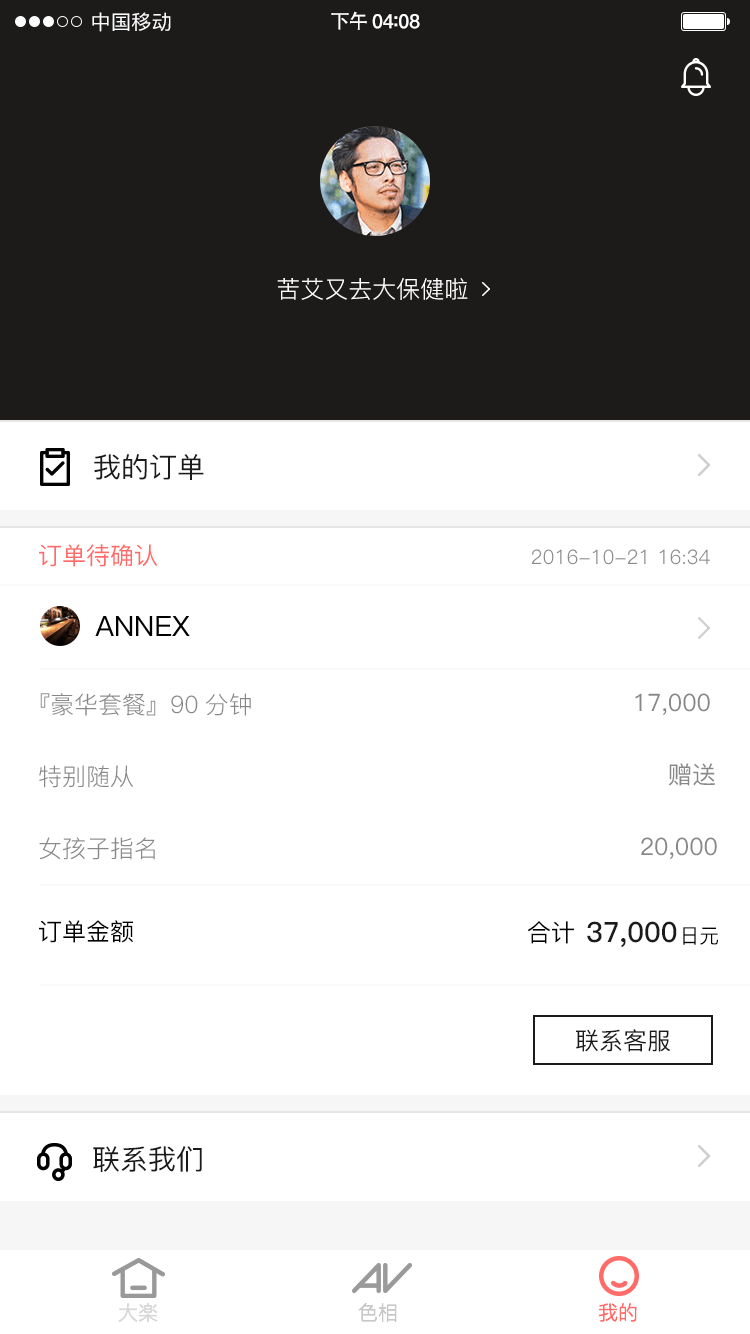 中国移动 下午 04:08
苦艾又去大保健啦
我的订单
订单待确认 2016-10-21 16:34
ANNEX
『豪华套餐』90 分钟 17,000
特别随从 赠送
女孩子指名 20,000
订单金额 合计 37,000日元
联系客服
联系我们
大楽 色相 我的